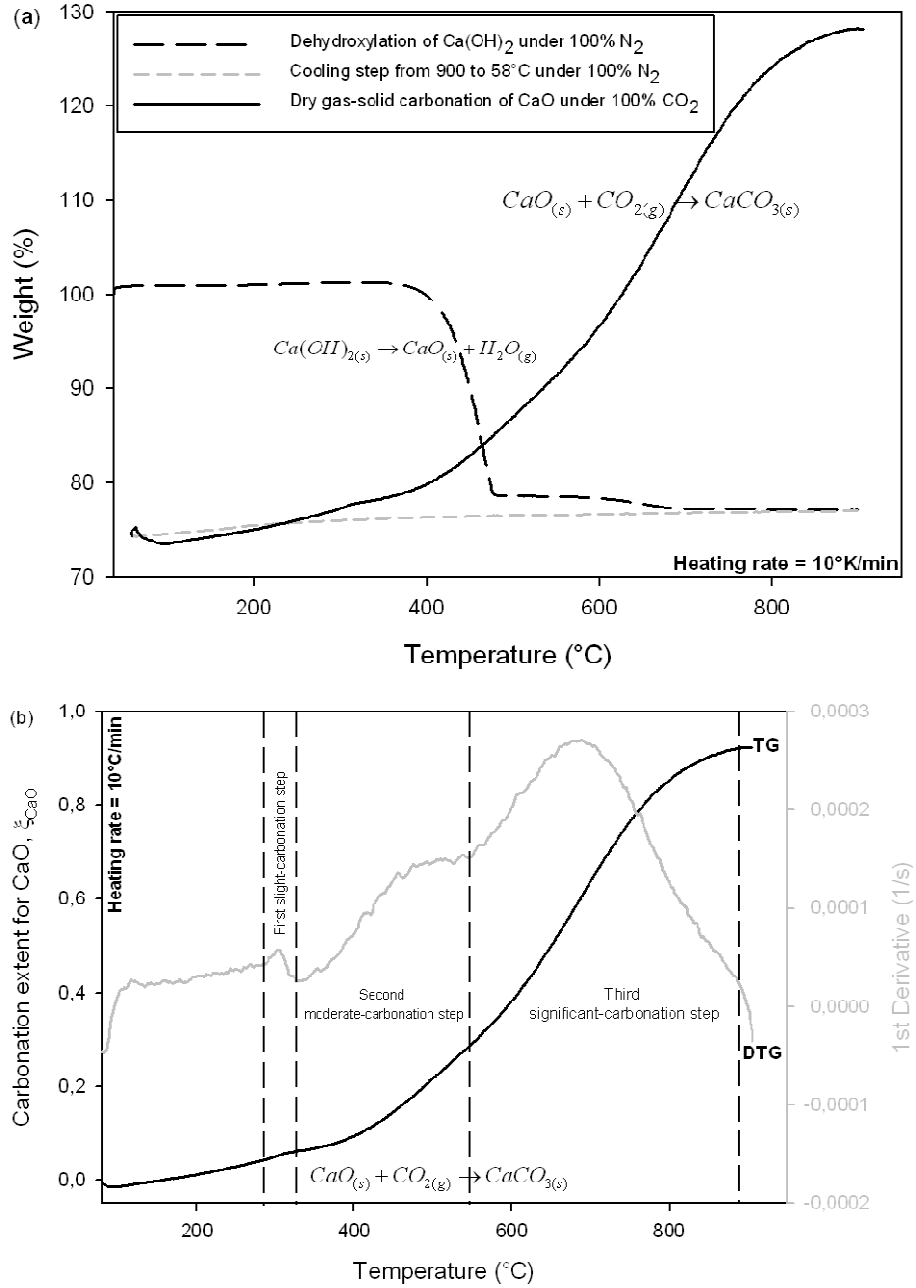 (a)
130
120
110
100
90
80
70
Weight (%)
Dehydroxylation of Ca(OH)2 under 100% N2
Cooling step from 900 to 58°C under 100% N2
Dry gas-solid carbonation of CaO under 100% CO2
CaO(s) + CO2(g) → CaCO3(s)
Ca(OH)2(s) → CaO(s) + H2O(g)
Heating rate = 10°K/min
200 400 600 800
Temperature (°C)
(b)
1,0
0,8
0,6
0,4
0,2
0,0
Carbonation extent for CaO, ξCaO
Heating rate = 10°C/min
First slight-carbonation step
Second
moderate-carbonation step
Third
significant-carbonation step
TG
DTG
CaO(s) + CO2(g) → CaCO3(s)
0,0003
0,0002
0,0001
0,0000
-0,0001
-0,0002
1st Derivative (1/s)
200 400 600 800
Temperature (°C)